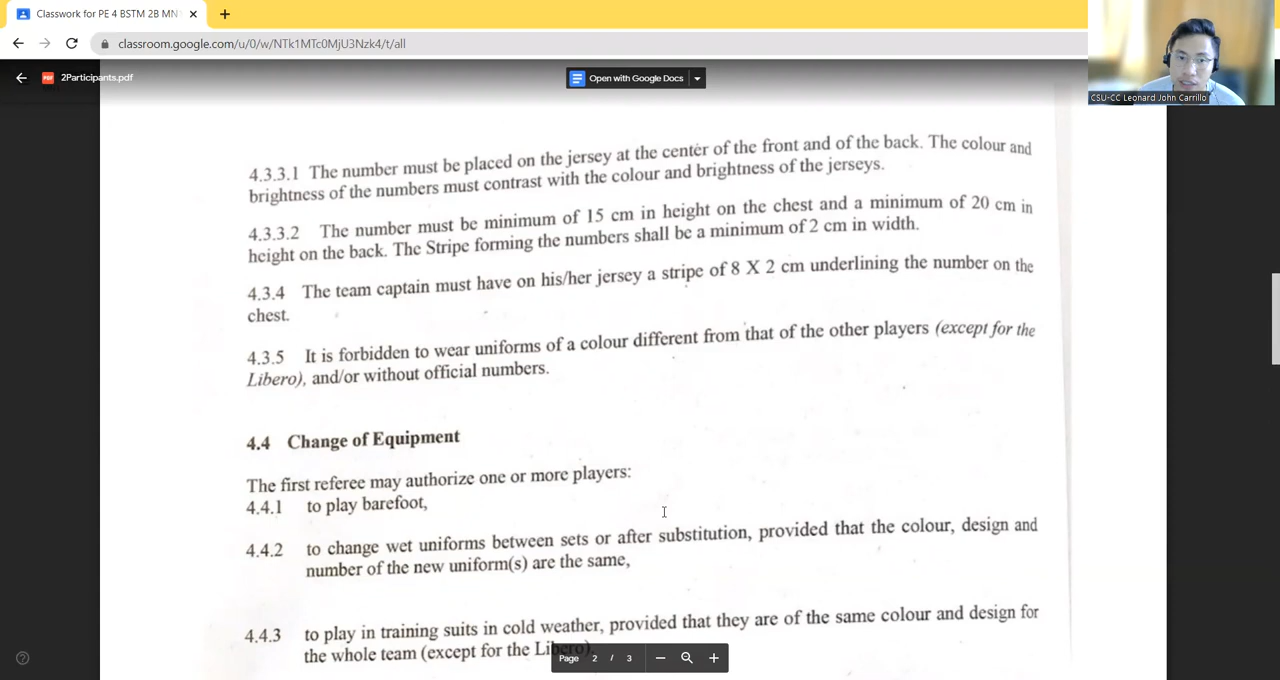 Classwork for PE 4 BSTM 2B MN
classroom.google.com/u/0/w/NTk1MTc0MjU3Nzk4/t/all
CSU-CC Leonard John Carrillo
2Participants.pdf
Open with Google Docs
4.3.3.1 The number must be placed on the jersey at the center of the front and of the back. The colour and
brightness of the numbers must contrast with the colour and brightness of the jerseys.
4.3.3.2 The number must be minimum of 15 cm in height on the chest and a minimum of 20 cm in
height on the back. The Stripe forming the numbers shall be a minimum of 2 cm in width.
4.3.4 The team captain must have on his/her jersey a stripe of 8 X 2 cm underlining the number on the
chest.
4.3.5 It is forbidden to wear uniforms of a colour different from that of the other players (except for the
Libero), and/or without official numbers.
4.4 Change of Equipment
The first referee may authorize one or more players:
4.4.1 to play barefoot,
4.4.2 to change wet uniforms between sets or after substitution, provided that the colour, design and
number of the new uniform(s) are the same,
4.4.3 to play in training suits in cold weather, provided that they are of the same colour and design for
the whole team (except for the Libero)
Page 2 / 3